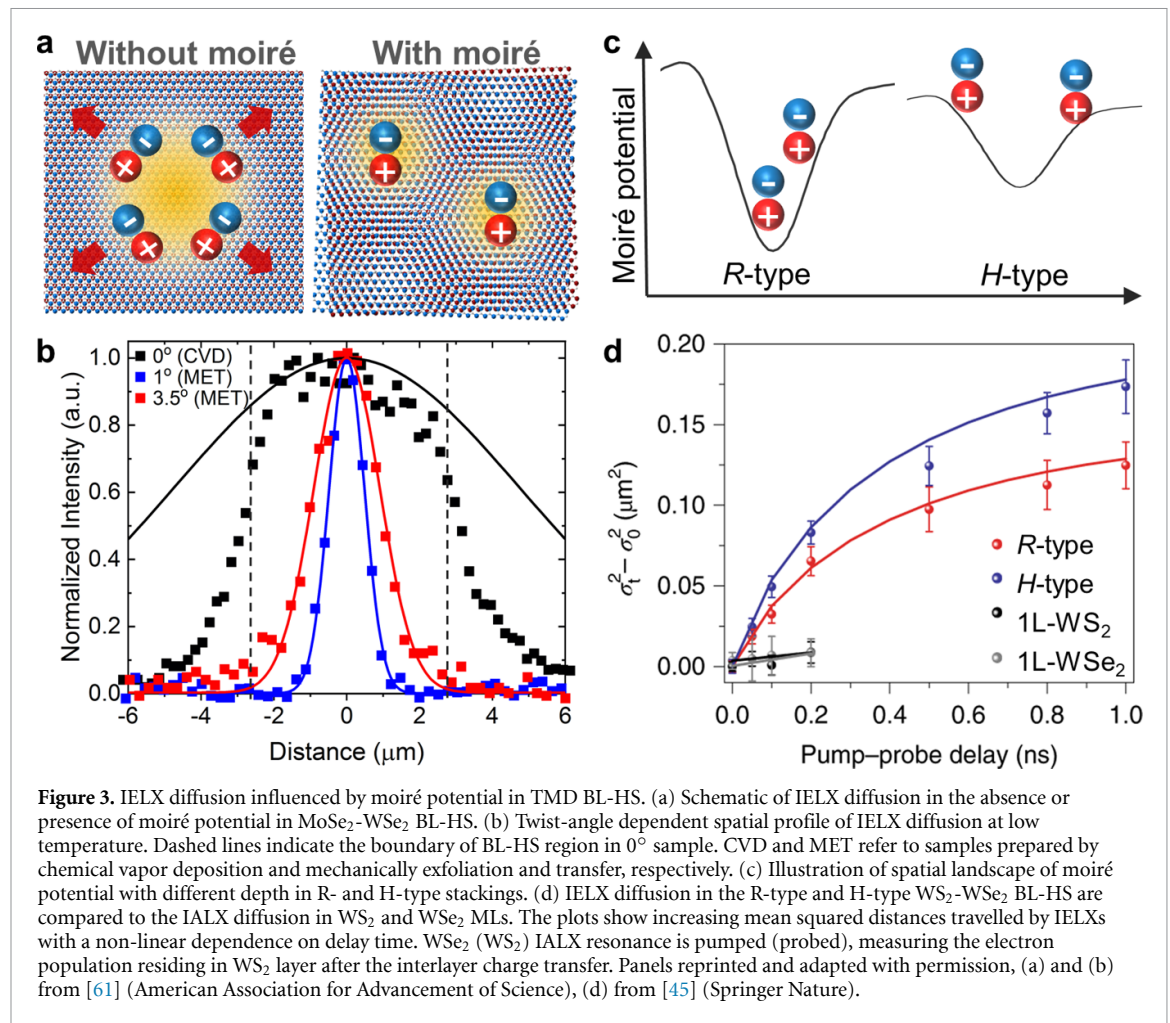 a
Without moiré
With moiré
c
Moiré potential
R-type
H-type
b
0° (CVD)
1° (MET)
3.5° (MET)
Normalized Intensity (a.u.)
1.0
0.8
0.6
0.4
0.2
0.0
-6
-4
-2
0
2
4
6
Distance (μm)
d
σt² – σ0² (μm²)
0.20
0.15
0.10
0.05
0.00
R-type
H-type
1L-WS₂
1L-WSe₂
0.0
0.2
0.4
0.6
0.8
1.0
Pump–probe delay (ns)
Figure 3. IELX diffusion influenced by moiré potential in TMD BL-HS. (a) Schematic of IELX diffusion in the absence or
presence of moiré potential in MoSe₂-WSe₂ BL-HS. (b) Twist-angle dependent spatial profile of IELX diffusion at low
temperature. Dashed lines indicate the boundary of BL-HS region in 0° sample. CVD and MET refer to samples prepared by
chemical vapor deposition and mechanically exfoliation and transfer, respectively. (c) Illustration of spatial landscape of moiré
potential with different depth in R- and H-type stackings. (d) IELX diffusion in the R-type and H-type WS₂-WSe₂ BL-HS are
compared to the IALX diffusion in WS₂ and WSe₂ MLs. The plots show increasing mean squared distances travelled by IELXs
with a non-linear dependence on delay time. WSe₂ (WS₂) IALX resonance is pumped (probed), measuring the electron
population residing in WS₂ layer after the interlayer charge transfer. Panels reprinted and adapted with permission, (a) and (b)
from [61] (American Association for Advancement of Science), (d) from [45] (Springer Nature).